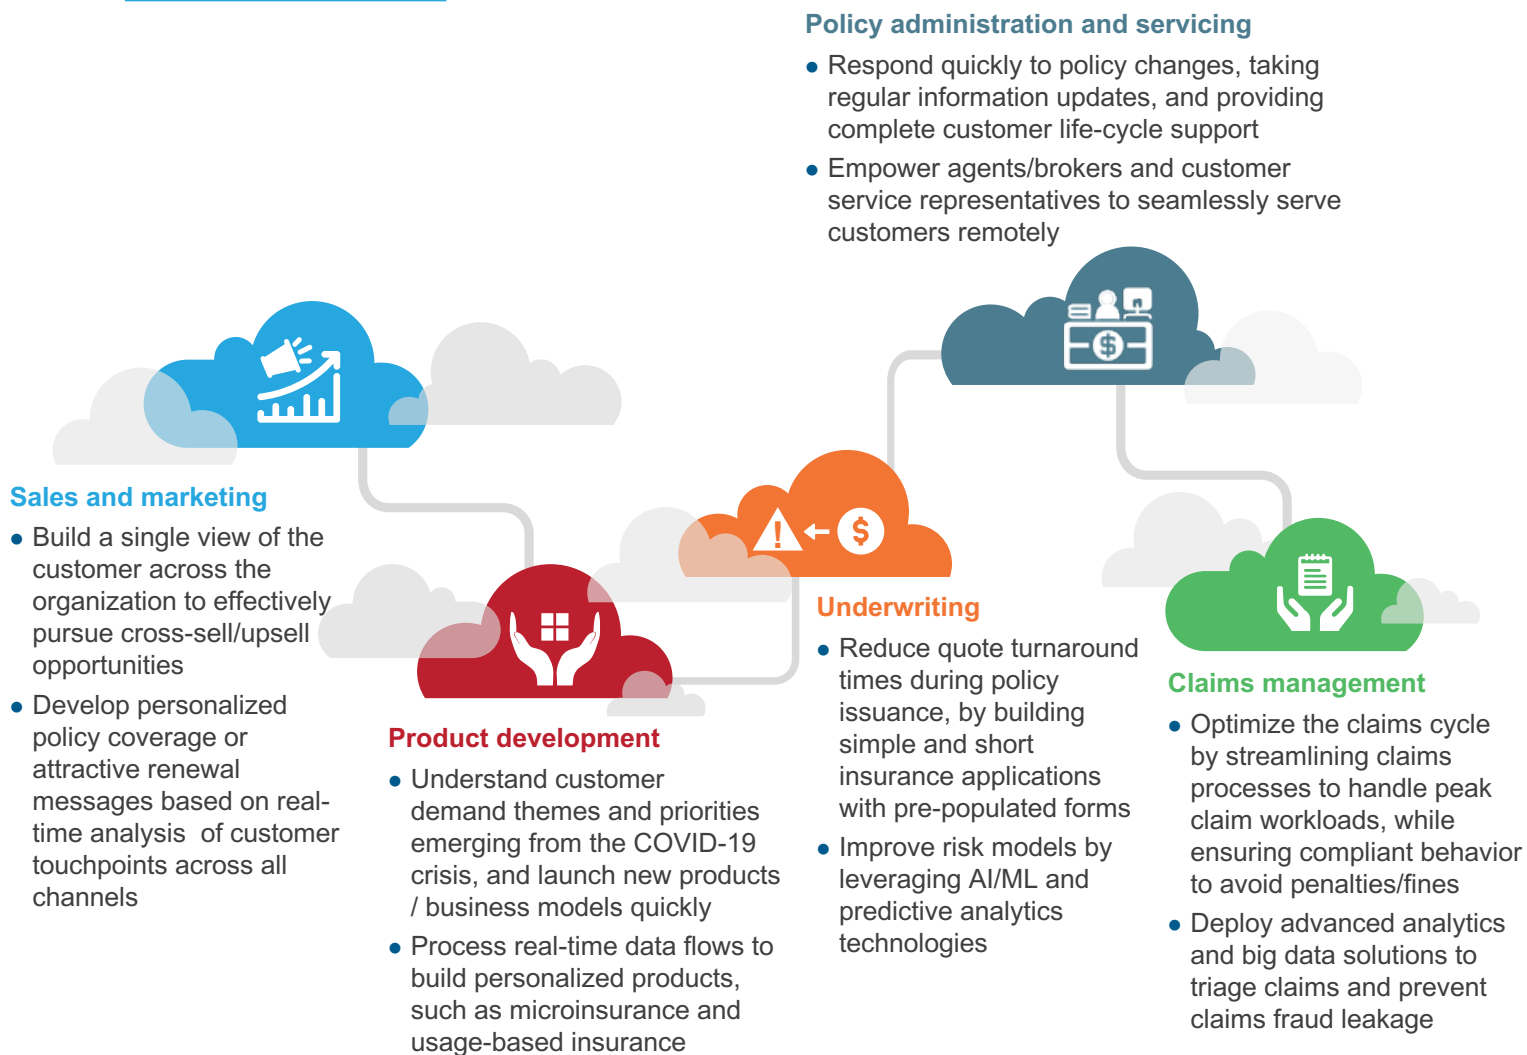 Policy administration and servicing
● Respond quickly to policy changes, taking
regular information updates, and providing
complete customer life-cycle support
● Empower agents/brokers and customer
service representatives to seamlessly serve
customers remotely
Sales and marketing
● Build a single view of the
customer across the
organization to effectively
pursue cross-sell/upsell
opportunities
● Develop personalized
policy coverage or
attractive renewal
messages based on real-
time analysis  of customer
touchpoints across all
channels
Product development
● Understand customer
demand themes and priorities
emerging from the COVID-19
crisis, and launch new products
/ business models quickly
● Process real-time data flows to
build personalized products,
such as microinsurance and
usage-based insurance
! $
Underwriting
● Reduce quote turnaround
times during policy
issuance, by building
simple and short
insurance applications
with pre-populated forms
● Improve risk models by
leveraging AI/ML and
predictive analytics
technologies
$
Claims management
● Optimize the claims cycle
by streamlining claims
processes to handle peak
claim workloads, while
ensuring compliant behavior
to avoid penalties/fines
● Deploy advanced analytics
and big data solutions to
triage claims and prevent
claims fraud leakage